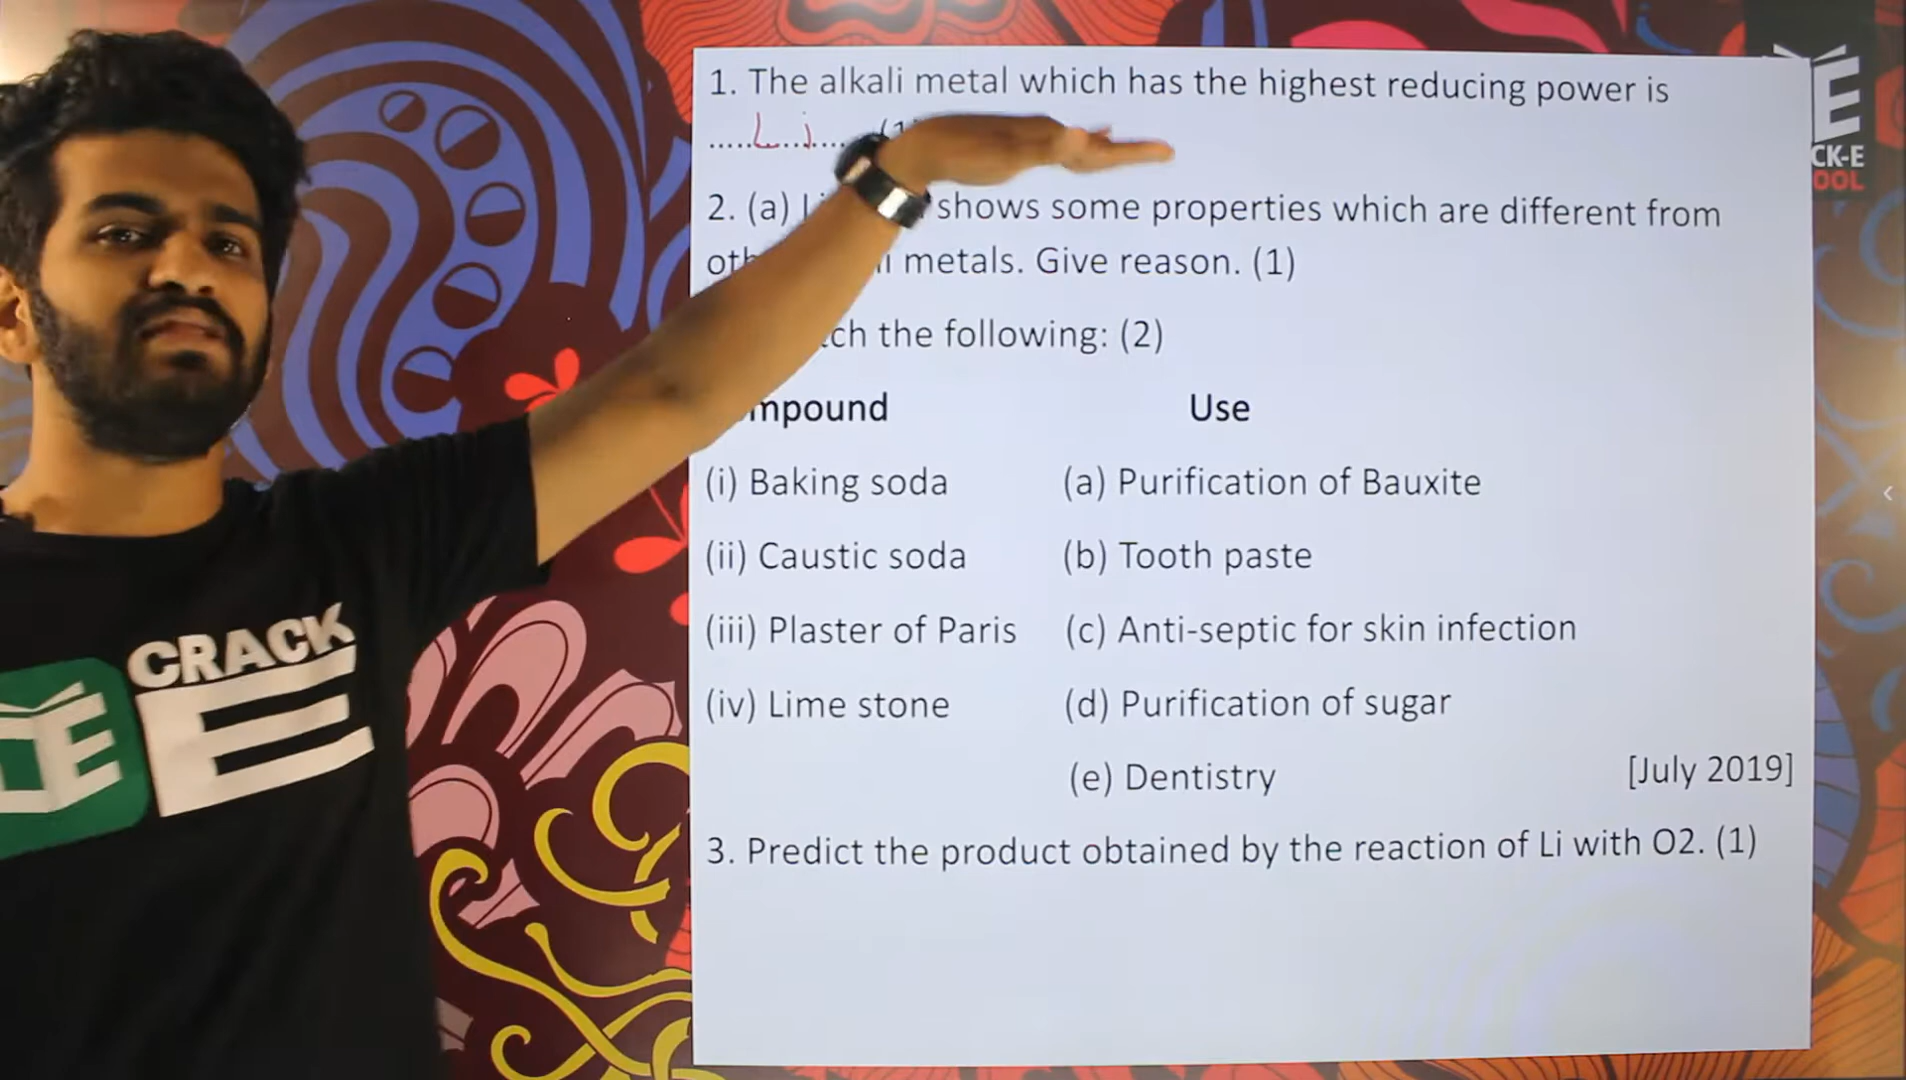 1. The alkali metal which has the highest reducing power is
.....Li..... (1)
2. (a) shows some properties which are different from
metals. Give reason. (1)
the following: (2)
Use
(i) Baking soda (a) Purification of Bauxite
(ii) Caustic soda (b) Tooth paste
(iii) Plaster of Paris (c) Anti-septic for skin infection
(iv) Lime stone (d) Purification of sugar
(e) Dentistry [July 2019]
3. Predict the product obtained by the reaction of Li with O2. (1)
CRACK
E
E
E
CK-E
OOL